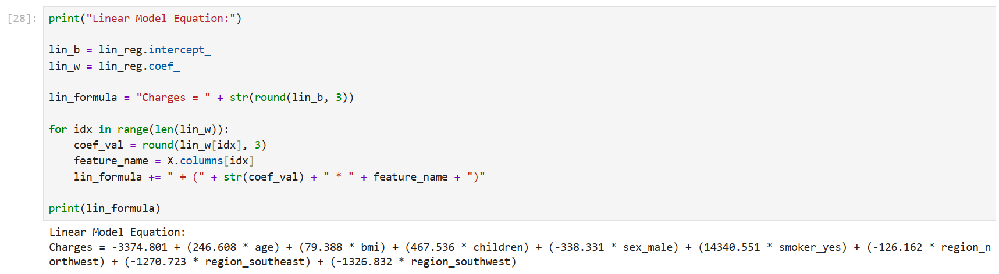 [28]: print("Linear Model Equation:")
lin_b = lin_reg.intercept_
lin_w = lin_reg.coef_
lin_formula = "Charges = " + str(round(lin_b, 3))
for idx in range(len(lin_w)):
    coef_val = round(lin_w[idx], 3)
    feature_name = X.columns[idx]
    lin_formula += " + (" + str(coef_val) + " * " + feature_name + ")"
print(lin_formula)
Linear Model Equation:
Charges = -3374.801 + (246.608 * age) + (79.388 * bmi) + (467.536 * children) + (-338.331 * sex_male) + (14340.551 * smoker_yes) + (-126.162 * region_n
orthwest) + (-1270.723 * region_southeast) + (-1326.832 * region_southwest)